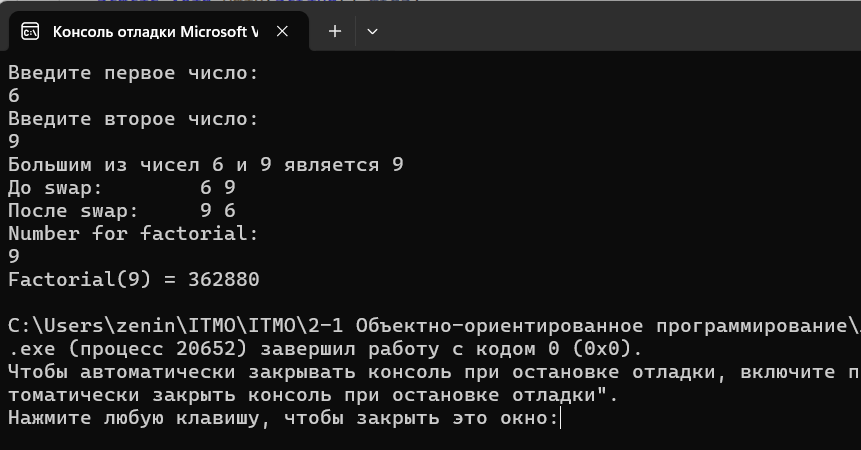 Консоль отладки Microsoft V
Введите первое число:
6
Введите второе число:
9
Большим из чисел 6 и 9 является 9
До swap: 6 9
После swap: 9 6
Number for factorial:
9
Factorial(9) = 362880
C:\Users\zenin\ITMO\ITMO\2-1 Объектно-ориентированное программирование\
.exe (процесс 20652) завершил работу с кодом 0 (0x0).
Чтобы автоматически закрывать консоль при остановке отладки, включите п
томатически закрыть консоль при остановке отладки".
Нажмите любую клавишу, чтобы закрыть это окно: